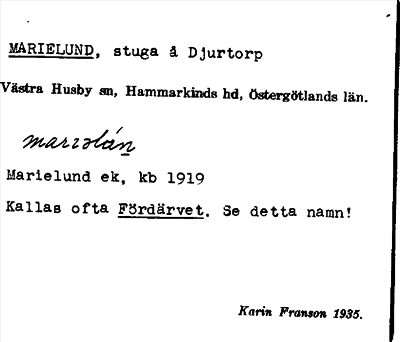 MARIELUND, stuga å Djurtorp
Västra Husby sn, Hammarkinds hd, Östergötlands län.
Marielund ek, kb 1919
Kallas ofta Fördärvet. Se detta namn!
Karin Franson 1935.